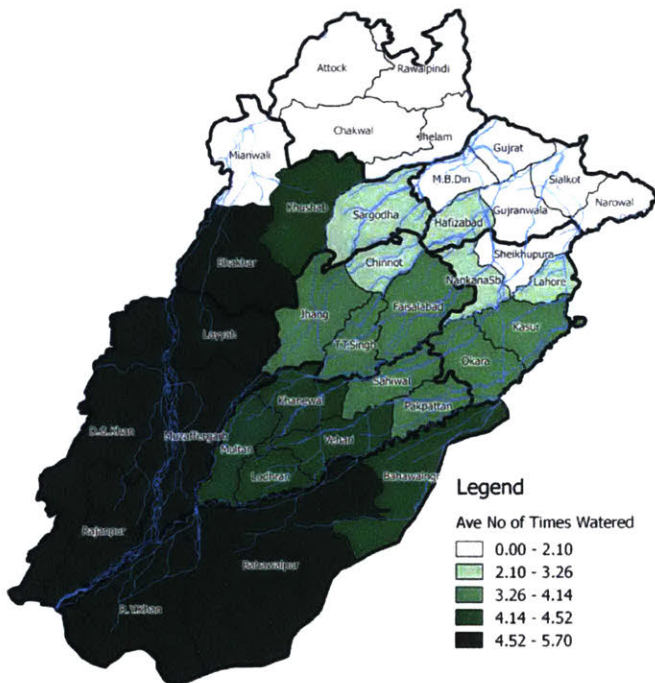 Attock
Rawalpindi
Chakwal
Jhelam
Mianwali
Gujrat
M.B.Din
Sialkot
Khushab
Sargodha
Gujranwala
Narowal
Hafizabad
Bhakhar
Chinnot
Sheikhupura
NankanaSb
Lahore
Jhang
Faisalabad
Layyah
Kasur
T.T.Singh
Okara
Sahiwal
Khanewal
Pakpattan
D.G.Khan
Muzaffergarh
Multan
Vehari
Lodhran
Rajanpur
Bahawalpur
R.Y.Khan
Legend
Ave No of Times Watered
0.00 - 2.10
2.10 - 3.26
3.26 - 4.14
4.14 - 4.52
4.52 - 5.70